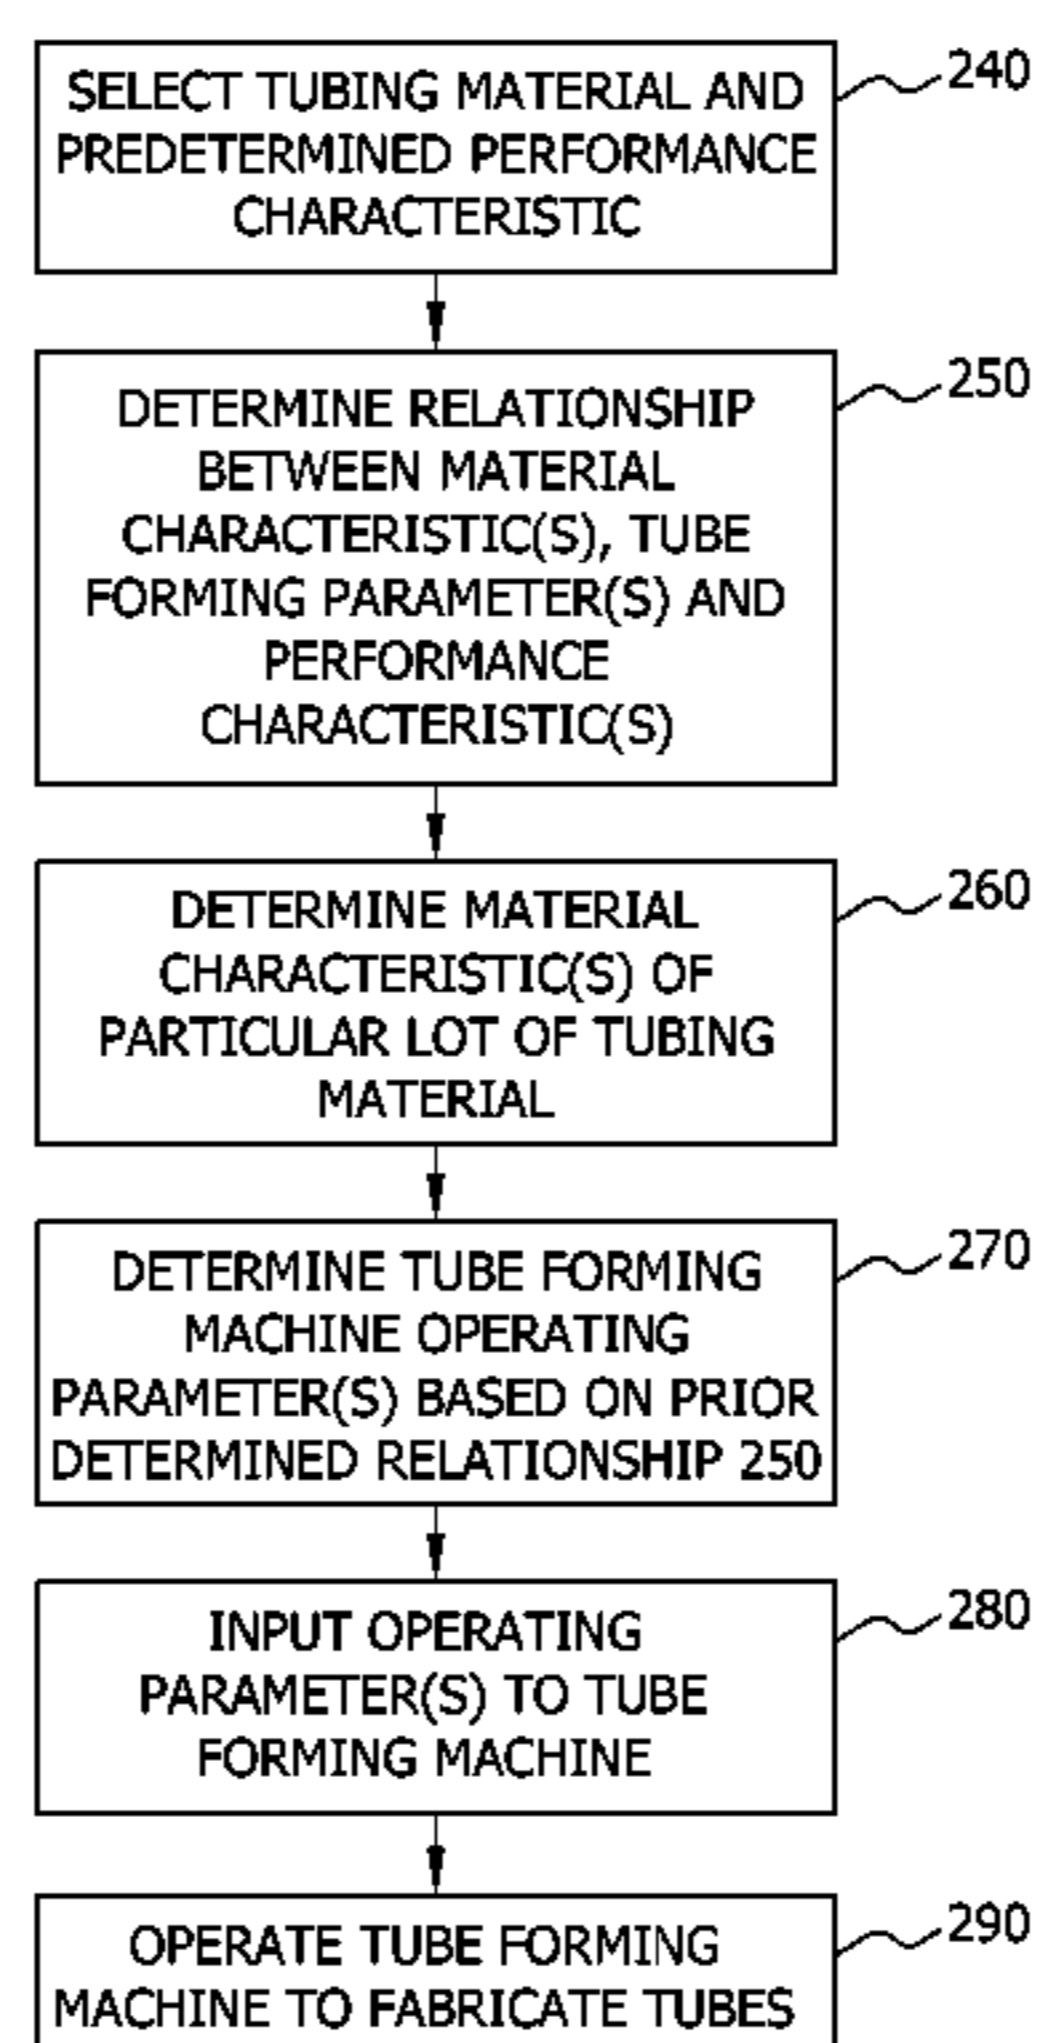 240
SELECT TUBING MATERIAL AND
PREDETERMINED PERFORMANCE
CHARACTERISTIC
250
DETERMINE RELATIONSHIP
BETWEEN MATERIAL
CHARACTERISTIC(S), TUBE
FORMING PARAMETER(S) AND
PERFORMANCE
CHARACTERISTIC(S)
260
DETERMINE MATERIAL
CHARACTERISTIC(S) OF
PARTICULAR LOT OF TUBING
MATERIAL
270
DETERMINE TUBE FORMING
MACHINE OPERATING
PARAMETER(S) BASED ON PRIOR
DETERMINED RELATIONSHIP 250
280
INPUT OPERATING
PARAMETER(S) TO TUBE
FORMING MACHINE
290
OPERATE TUBE FORMING
MACHINE TO FABRICATE TUBES